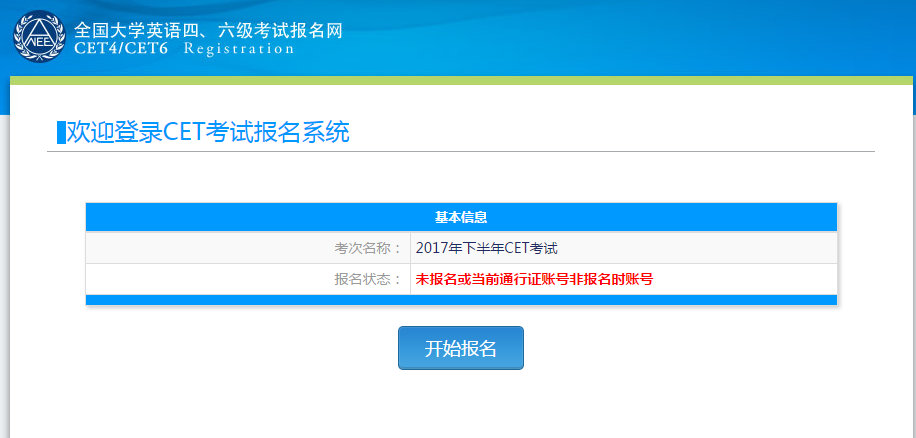 NEEA
全国大学英语四、六级考试报名网
CET4/CET6 Registration
欢迎登录CET考试报名系统
基本信息
考次名称： 2017年下半年CET考试
报名状态： 未报名或当前通行证账号非报名时账号
开始报名